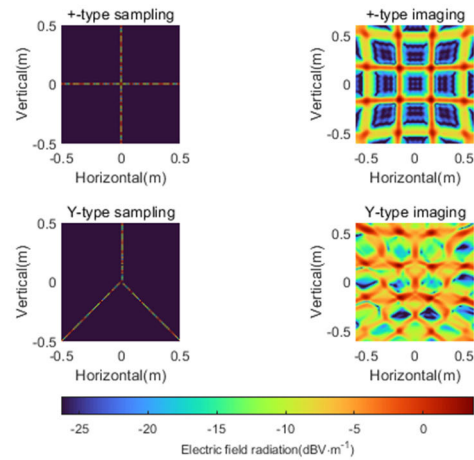 +-type sampling
+-type imaging
0.5
0
-0.5
Vertical(m)
-0.5 0 0.5
Horizontal(m)
0.5
0
-0.5
Vertical(m)
-0.5 0 0.5
Horizontal(m)
Y-type sampling
Y-type imaging
0.5
0
-0.5
Vertical(m)
-0.5 0 0.5
Horizontal(m)
0.5
0
-0.5
Vertical(m)
-0.5 0 0.5
Horizontal(m)
-25 -20 -15 -10 -5 0
Electric field radiation(dBV·m⁻¹)